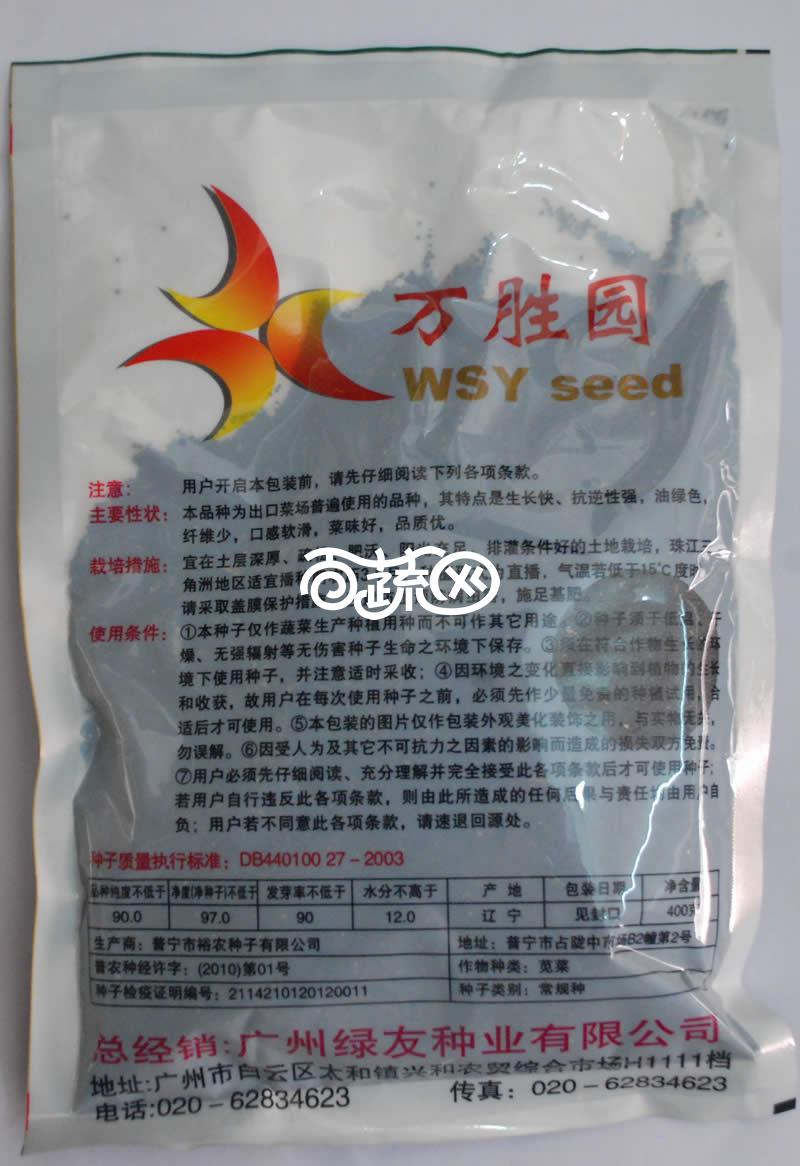 万胜园
WSY seed
注意： 用户开启本包装前，请先仔细阅读下列各项条款。
主要性状： 本品种为出口菜场普遍使用的品种，其特点是生长快、抗逆性强，油绿色，
纤维少，口感软滑，菜味好，品质优。
栽培措施： 宜在土层深厚、肥沃、阳光充足、排灌条件好的土地栽培，珠江三
角洲地区适宜播 直播，气温若低于15℃度时
请采取盖膜保护措 施足基肥。
百蔬网
使用条件： ①本种子仅作蔬菜生产种植用种而不可作其它用途。②种子须于低温、干
燥、无强辐射等无伤害种子生命之环境下保存。③须在符合作物生长之环
境下使用种子，并注意适时采收；④因环境之变化直接影响到植物的生长
和收获，故用户在每次使用种子之前，必须先作少量免费的种植试用，合
适后才可使用。⑤本包装的图片仅作包装外观美化装饰之用，与实物无关，
勿误解。⑥因受人为及其它不可抗力之因素的影响而造成的损失双方免责。
⑦用户必须先仔细阅读、充分理解并完全接受此各项条款后才可使用种子；
若用户自行违反此各项条款，则由此所造成的任何后果与责任均由用户自
负；用户若不同意此各项条款，请速退回源处。
种子质量执行标准：DB440100 27－2003
品种纯度不低于 净度(净种子)不低于 发芽率不低于 水分不高于 产 地 包装日期 净含量
90.0 97.0 90 12.0 辽 宁 见封口 400克
生产商：普宁市裕农种子有限公司 地址：普宁市占陇中市场B2幢第2号
普农种经许字：(2010)第01号 作物种类：苋菜
种子检疫证明编号：2114210120120011 种子类别：常规种
总经销:广州绿友种业有限公司
地址:广州市白云区太和镇兴和农贸综合市场H1111档
电话:020－62834623 传真：020－62834623